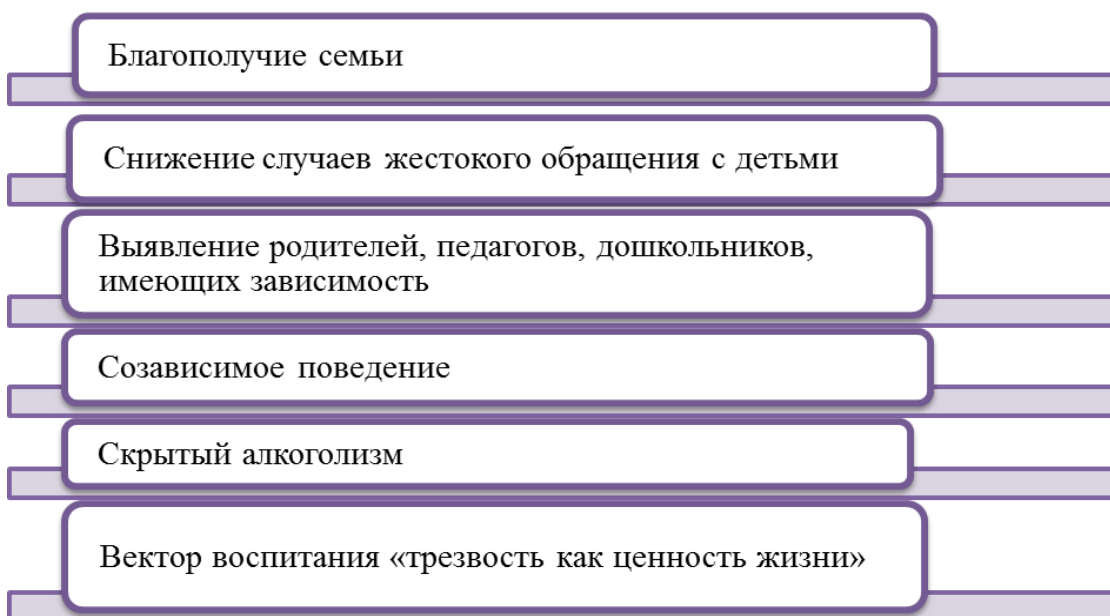 Благополучие семьи
Снижение случаев жестокого обращения с детьми
Выявление родителей, педагогов, дошкольников,
имеющих зависимость
Созависимое поведение
Скрытый алкоголизм
Вектор воспитания «трезвость как ценность жизни»